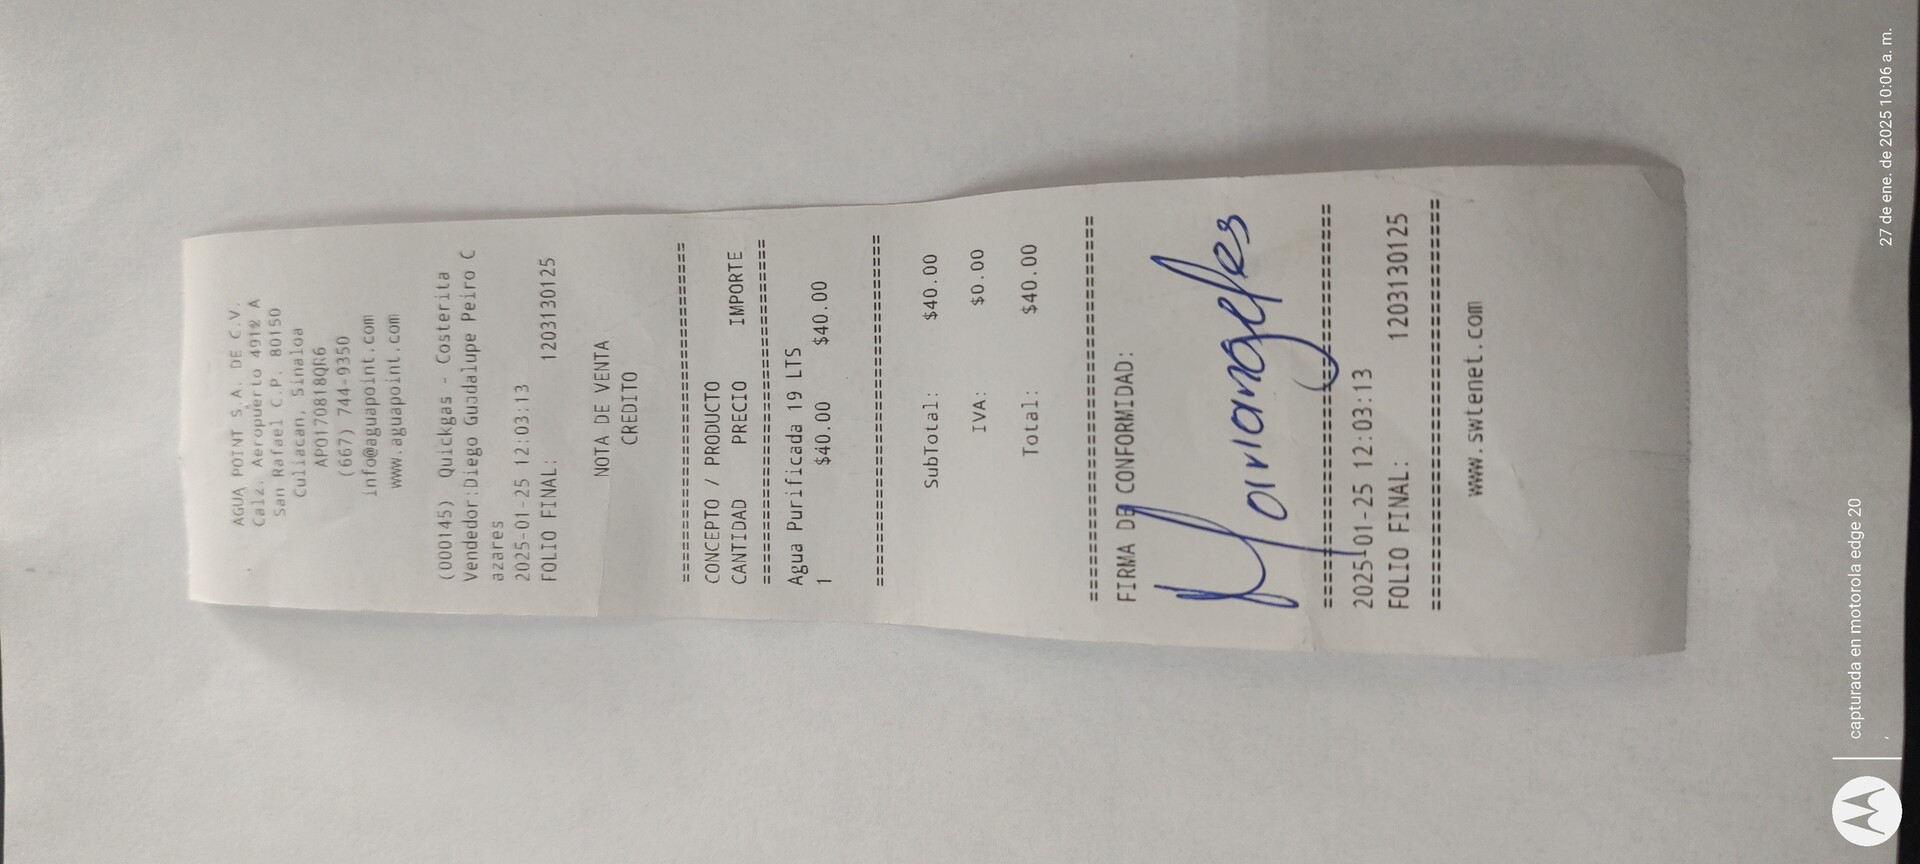 AGUA POINT S.A. DE C.V.
Calz. Aeropuerto 4912 A
San Rafael C.P. 80150
Culiacan, Sinaloa
APO170818QR6
(667) 744-9350
info@aguapoint.com
www.aguapoint.com
(000145) Quickgas - Costerita
Vendedor:Diego Guadalupe Peiro C
azares
2025-01-25 12:03:13
FOLIO FINAL: 1203130125
NOTA DE VENTA
CREDITO
================================
CONCEPTO / PRODUCTO
CANTIDAD PRECIO IMPORTE
================================
Agua Purificada 19 LTS
1 $40.00 $40.00
================================
SubTotal: $40.00
IVA: $0.00
Total: $40.00
================================
FIRMA DE CONFORMIDAD:
Mariangeles
================================
2025-01-25 12:03:13
FOLIO FINAL: 1203130125
================================
www.swtenet.com
capturada en motorola edge 20
27 de ene. de 2025 10:06 a. m.